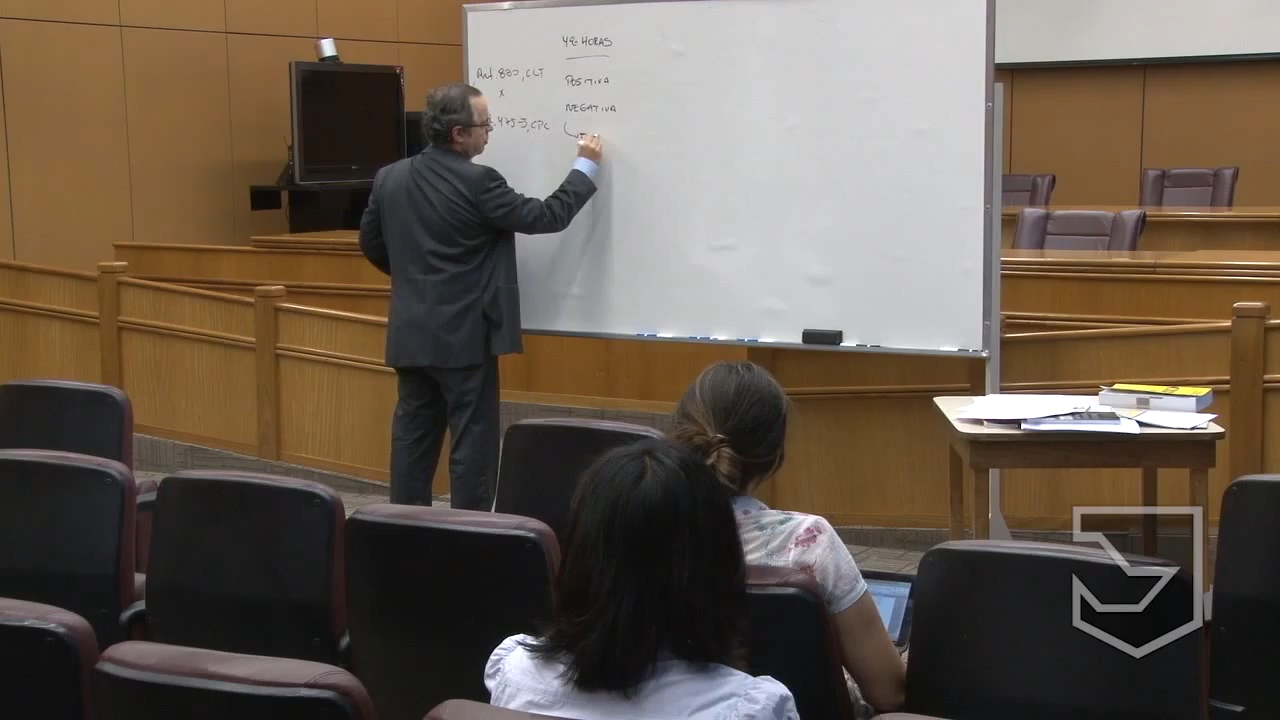 48 HORAS
Art. 880, CLT
x
475-J, CPC
POSITIVA
NEGATIVA